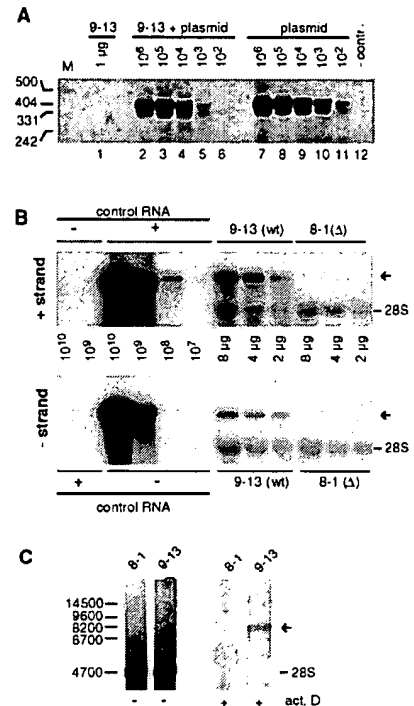 A
9-13 9-13 + plasmid plasmid
M 1 µg 10⁶ 10⁵ 10⁴ 10³ 10² 10⁶ 10⁵ 10⁴ 10³ 10² - contr.
500
404
331
242
1 2 3 4 5 6 7 8 9 10 11 12
B
control RNA
- + 9-13 (wt) 8-1(Δ)
+ strand
←
28S
10¹⁰ 10⁹ 10¹⁰ 10⁹ 10⁸ 10⁷ 8 µg 4 µg 2 µg 8 µg 4 µg 2 µg
- strand
←
28S
+ - 9-13 (wt) 8-1 (Δ)
control RNA
C
8-1 9-13 8-1 9-13
14500
9600
8200
6700
4700
←
28S
- - + + act. D